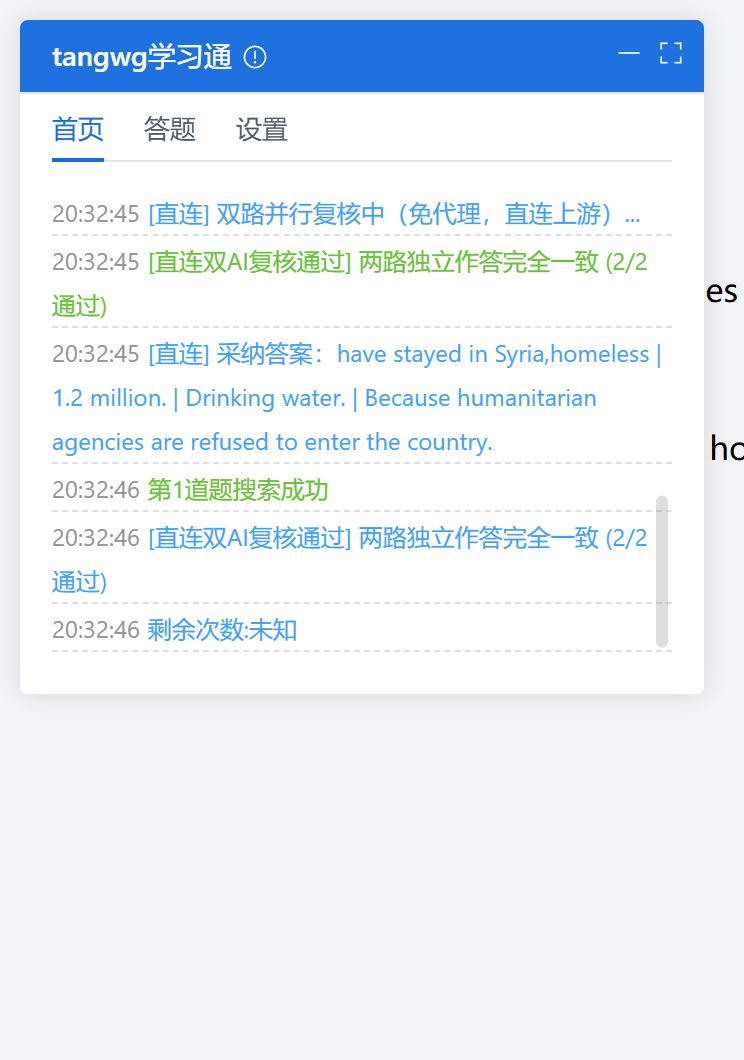 tangwg学习通
首页 答题 设置
20:32:45 [直连] 双路并行复核中（免代理，直连上游）...
20:32:45 [直连双AI复核通过] 两路独立作答完全一致 (2/2
通过)
es
20:32:45 [直连] 采纳答案：have stayed in Syria,homeless |
1.2 million. | Drinking water. | Because humanitarian
agencies are refused to enter the country.
ho
20:32:46 第1道题搜索成功
20:32:46 [直连双AI复核通过] 两路独立作答完全一致 (2/2
通过)
20:32:46 剩余次数:未知